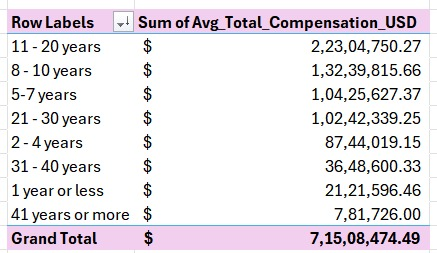 Row Labels Sum of Avg_Total_Compensation_USD
11 - 20 years $ 2,23,04,750.27
8 - 10 years $ 1,32,39,815.66
5-7 years $ 1,04,25,627.37
21 - 30 years $ 1,02,42,339.25
2 - 4 years $ 87,44,019.15
31 - 40 years $ 36,48,600.33
1 year or less $ 21,21,596.46
41 years or more $ 7,81,726.00
Grand Total $ 7,15,08,474.49